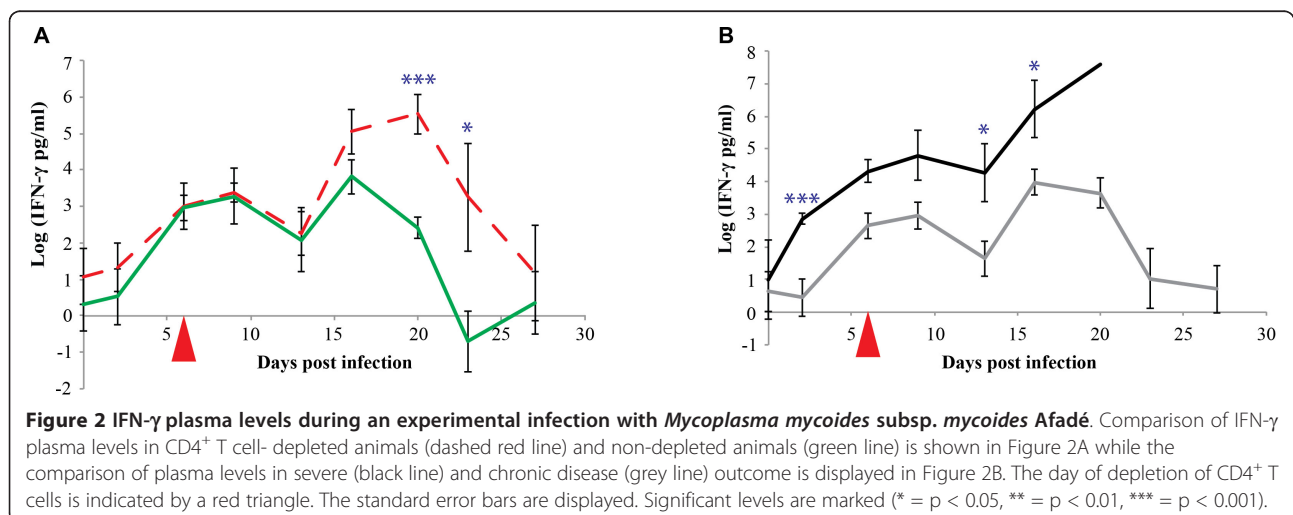 A
7
6
5
4
3
2
1
0
-1
-2
Log (IFN-γ pg/ml)
***
*
5 10 15 20 25 30
Days post infection
B
8
7
6
5
4
3
2
1
0
-1
Log (IFN-γ pg/ml)
***
*
*
5 10 15 20 25 30
Days post infection
Figure 2 IFN-γ plasma levels during an experimental infection with Mycoplasma mycoides subsp. mycoides Afadé. Comparison of IFN-γ
plasma levels in CD4⁺ T cell- depleted animals (dashed red line) and non-depleted animals (green line) is shown in Figure 2A while the
comparison of plasma levels in severe (black line) and chronic disease (grey line) outcome is displayed in Figure 2B. The day of depletion of CD4⁺ T
cells is indicated by a red triangle. The standard error bars are displayed. Significant levels are marked (* = p < 0.05, ** = p < 0.01, *** = p < 0.001).